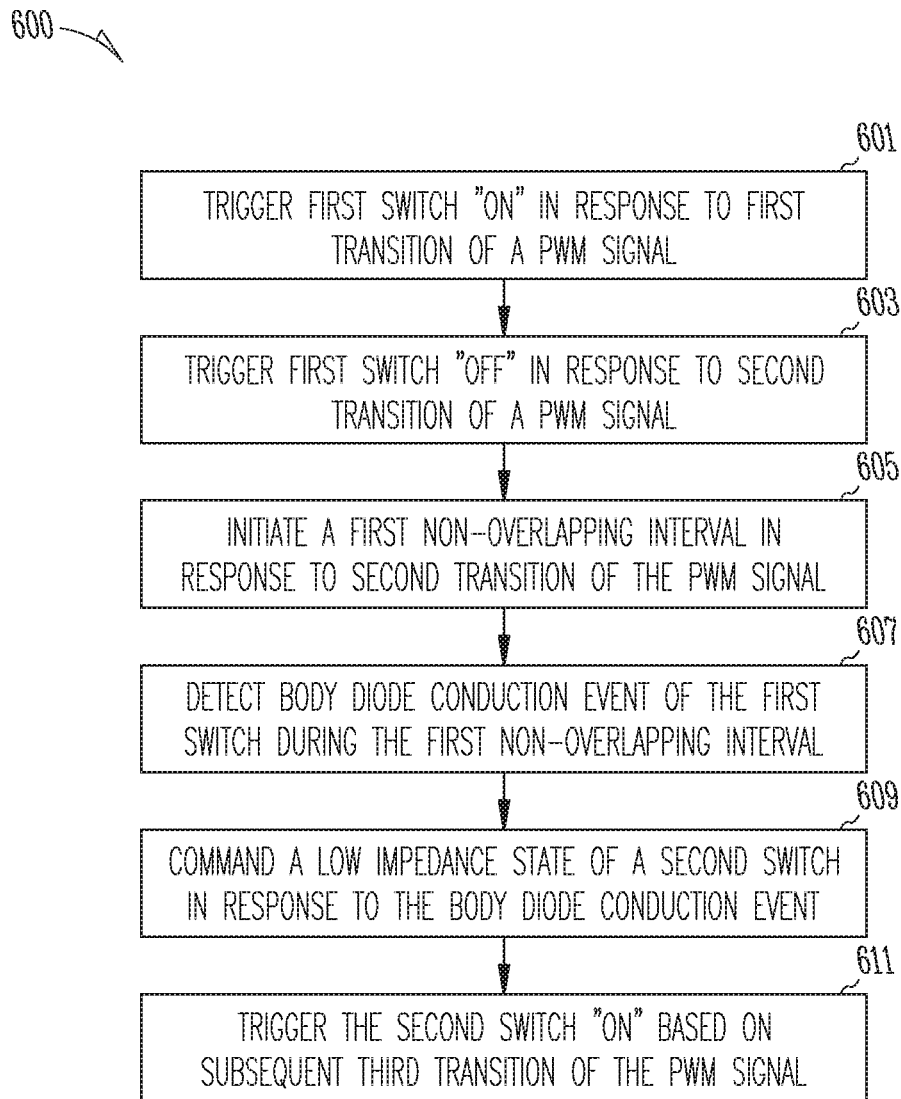 600
601
TRIGGER FIRST SWITCH "ON" IN RESPONSE TO FIRST
TRANSITION OF A PWM SIGNAL
603
TRIGGER FIRST SWITCH "OFF" IN RESPONSE TO SECOND
TRANSITION OF A PWM SIGNAL
605
INITIATE A FIRST NON-OVERLAPPING INTERVAL IN
RESPONSE TO SECOND TRANSITION OF THE PWM SIGNAL
607
DETECT BODY DIODE CONDUCTION EVENT OF THE FIRST
SWITCH DURING THE FIRST NON-OVERLAPPING INTERVAL
609
COMMAND A LOW IMPEDANCE STATE OF A SECOND SWITCH
IN RESPONSE TO THE BODY DIODE CONDUCTION EVENT
611
TRIGGER THE SECOND SWITCH "ON" BASED ON
SUBSEQUENT THIRD TRANSITION OF THE PWM SIGNAL